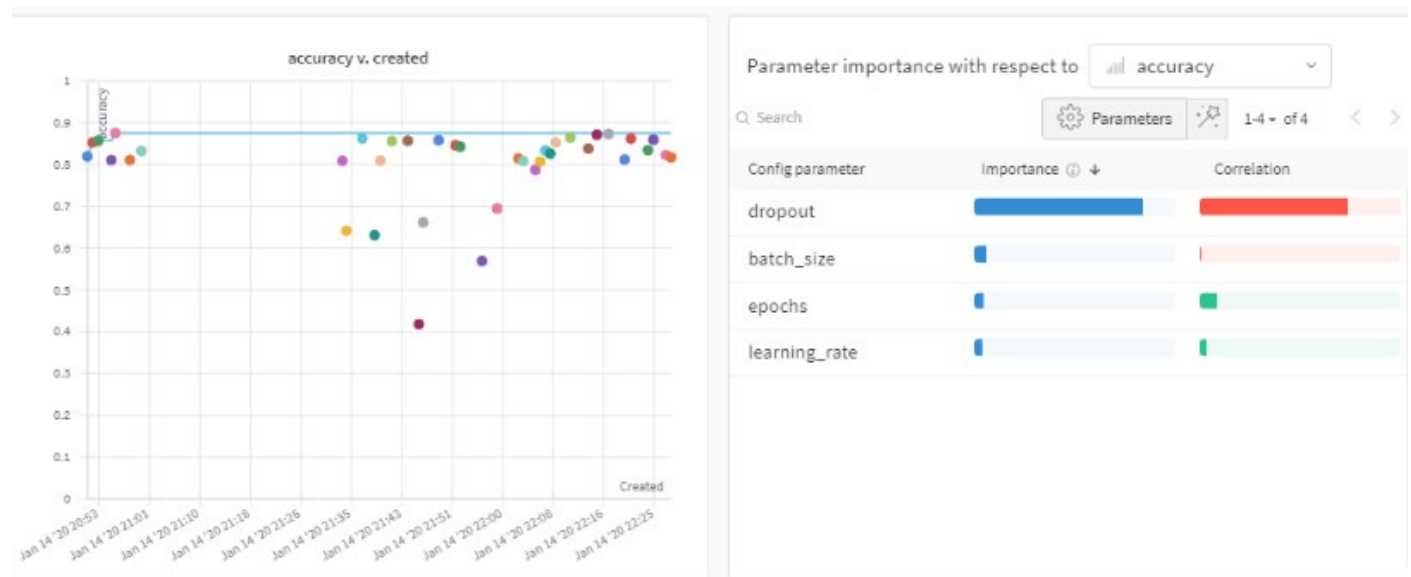 accuracy v. created
1
accuracy
0.9
0.8
0.7
0.6
0.5
0.4
0.3
0.2
0.1
0
Created
Jan 14 '20 20:53
Jan 14 '20 21:01
Jan 14 '20 21:10
Jan 14 '20 21:18
Jan 14 '20 21:26
Jan 14 '20 21:35
Jan 14 '20 21:43
Jan 14 '20 21:51
Jan 14 '20 22:00
Jan 14 '20 22:08
Jan 14 '20 22:16
Jan 14 '20 22:25
Parameter importance with respect to accuracy
Search Parameters 1-4 of 4
Config parameter Importance Correlation
dropout
batch_size
epochs
learning_rate